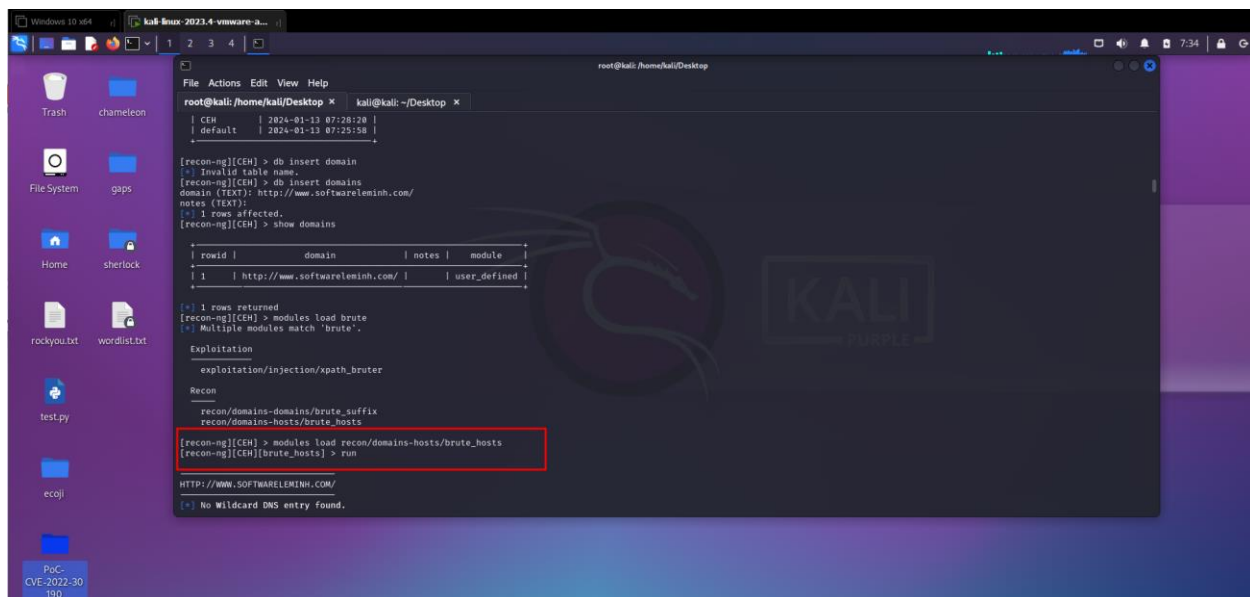 Windows 10 x64
kali-linux-2023.4-vmware-a...
1 2 3 4
7:34
root@kali: /home/kali/Desktop
File Actions Edit View Help
root@kali: /home/kali/Desktop ×
kali@kali: ~/Desktop ×
| CEH | 2024-01-13 07:28:20 |
| default | 2024-01-13 07:25:58 |
[recon-ng][CEH] > db insert domain
[*] Invalid table name.
[recon-ng][CEH] > db insert domains
domain (TEXT): http://www.softwareleminh.com/
notes (TEXT):
[*] 1 rows affected.
[recon-ng][CEH] > show domains
| rowid | domain | notes | module |
| 1 | http://www.softwareleminh.com/ | | user_defined |
[*] 1 rows returned
[recon-ng][CEH] > modules load brute
[*] Multiple modules match 'brute'.
Exploitation
exploitation/injection/xpath_bruter
Recon
recon/domains-domains/brute_suffix
recon/domains-hosts/brute_hosts
[recon-ng][CEH] > modules load recon/domains-hosts/brute_hosts
[recon-ng][CEH][brute_hosts] > run
HTTP://WWW.SOFTWARELEMINH.COM/
[*] No Wildcard DNS entry found.
KALI
PURPLE
Trash
chameleon
File System
gaps
Home
sherlock
rockyou.txt
wordlist.txt
test.py
ecoji
PoC-
CVE-2022-30
190